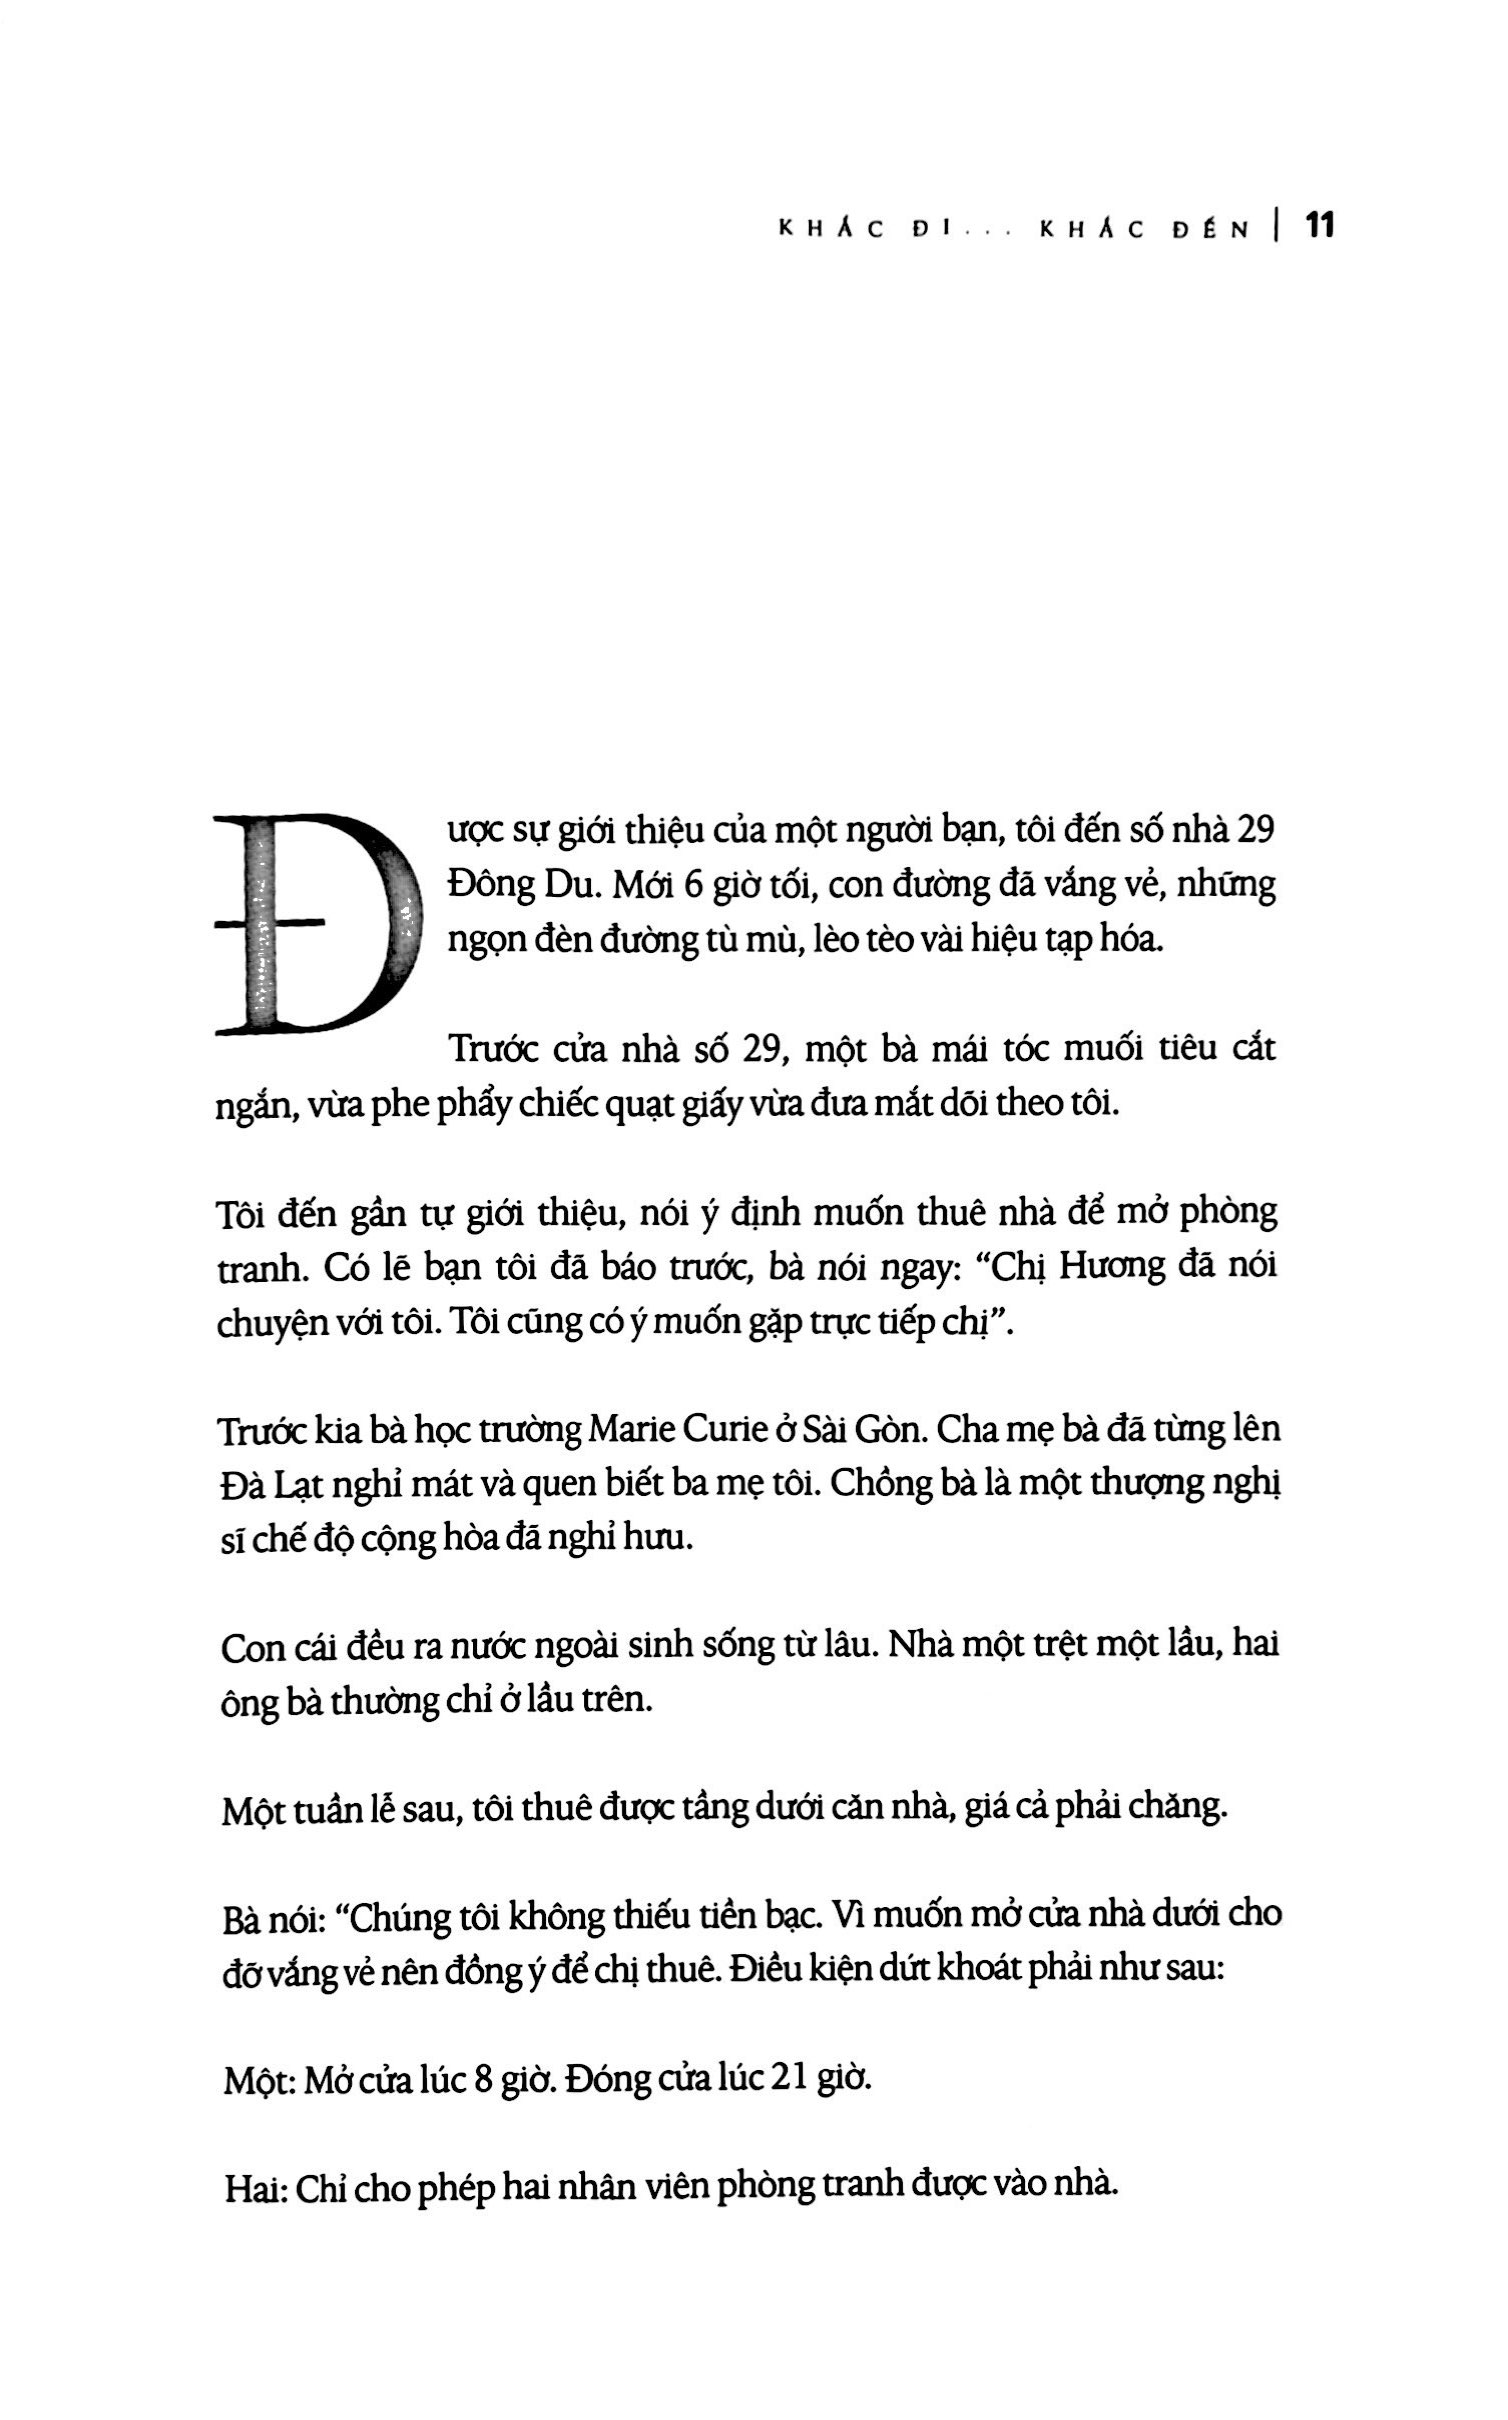 KHÁC ĐI... KHÁC ĐẾN | 11
Được sự giới thiệu của một người bạn, tôi đến số nhà 29
Đông Du. Mới 6 giờ tối, con đường đã vắng vẻ, những
ngọn đèn đường tù mù, lèo tèo vài hiệu tạp hóa.
Trước cửa nhà số 29, một bà mái tóc muối tiêu cắt
ngắn, vừa phe phẩy chiếc quạt giấy vừa đưa mắt dõi theo tôi.
Tôi đến gần tự giới thiệu, nói ý định muốn thuê nhà để mở phòng
tranh. Có lẽ bạn tôi đã báo trước, bà nói ngay: “Chị Hương đã nói
chuyện với tôi. Tôi cũng có ý muốn gặp trực tiếp chị”.
Trước kia bà học trường Marie Curie ở Sài Gòn. Cha mẹ bà đã từng lên
Đà Lạt nghỉ mát và quen biết ba mẹ tôi. Chồng bà là một thượng nghị
sĩ chế độ cộng hòa đã nghỉ hưu.
Con cái đều ra nước ngoài sinh sống từ lâu. Nhà một trệt một lầu, hai
ông bà thường chỉ ở lầu trên.
Một tuần lễ sau, tôi thuê được tầng dưới căn nhà, giá cả phải chăng.
Bà nói: “Chúng tôi không thiếu tiền bạc. Vì muốn mở cửa nhà dưới cho
đỡ vắng vẻ nên đồng ý để chị thuê. Điều kiện dứt khoát phải như sau:
Một: Mở cửa lúc 8 giờ. Đóng cửa lúc 21 giờ.
Hai: Chỉ cho phép hai nhân viên phòng tranh được vào nhà.